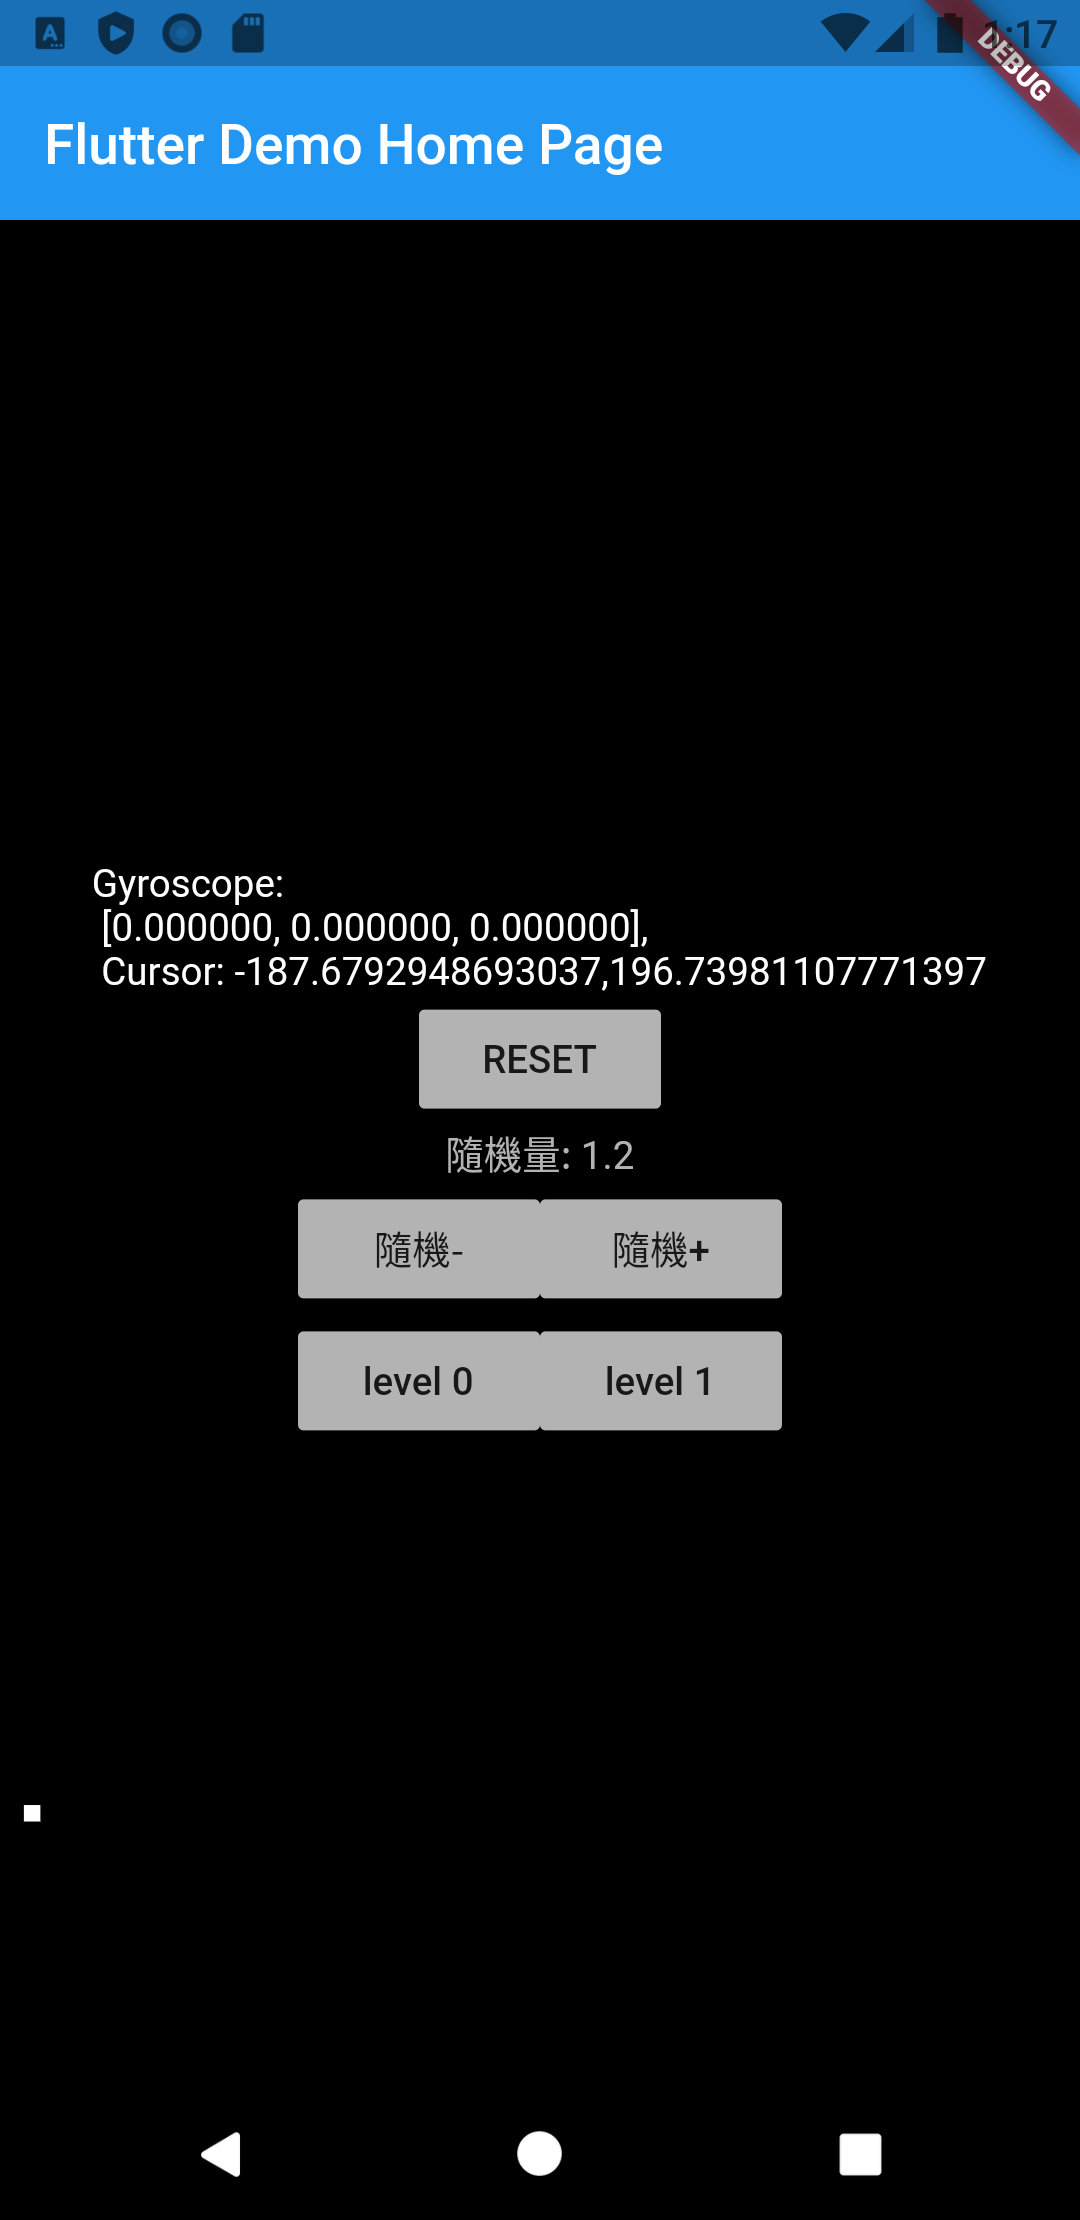 1:17
DEBUG
Flutter Demo Home Page
Gyroscope:
[0.000000, 0.000000, 0.000000],
Cursor: -187.6792948693037,196.73981107771397
RESET
隨機量: 1.2
隨機-
隨機+
level 0
level 1